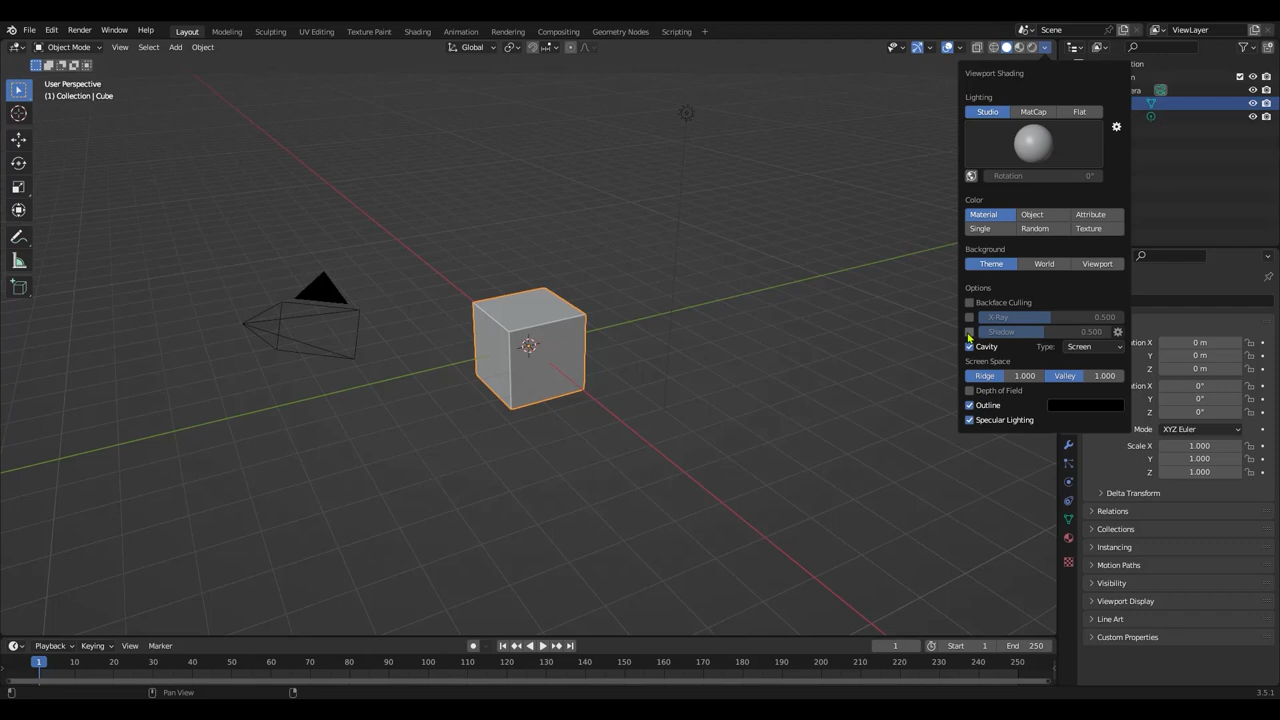 File Edit Render Window Help Layout Modeling Sculpting UV Editing Texture Paint Shading Animation Rendering Compositing Geometry Nodes Scripting Scene ViewLayer
Object Mode View Select Add Object Global
User Perspective
(1) Collection | Cube
Viewport Shading
Lighting
Studio MatCap Flat
Rotation 0°
Color
Material Object Attribute
Single Random Texture
Background
Theme World Viewport
Options
Backface Culling
X-Ray 0.500
Shadow 0.500
Cavity Type: Screen
Screen Space
Ridge 1.000 Valley 1.000
Depth of Field
Outline
Specular Lighting
X 0 m
Y 0 m
Z 0 m
X 0°
Y 0°
Z 0°
Mode XYZ Euler
Scale X 1.000
Y 1.000
Z 1.000
Delta Transform
Relations
Collections
Instancing
Motion Paths
Visibility
Viewport Display
Line Art
Custom Properties
Playback Keying View Marker 1 Start 1 End 250
1 10 20 30 40 50 60 70 80 90 100 110 120 130 140 150 160 170 180 190 200 210 220 230 240 250
Pan View 3.5.1